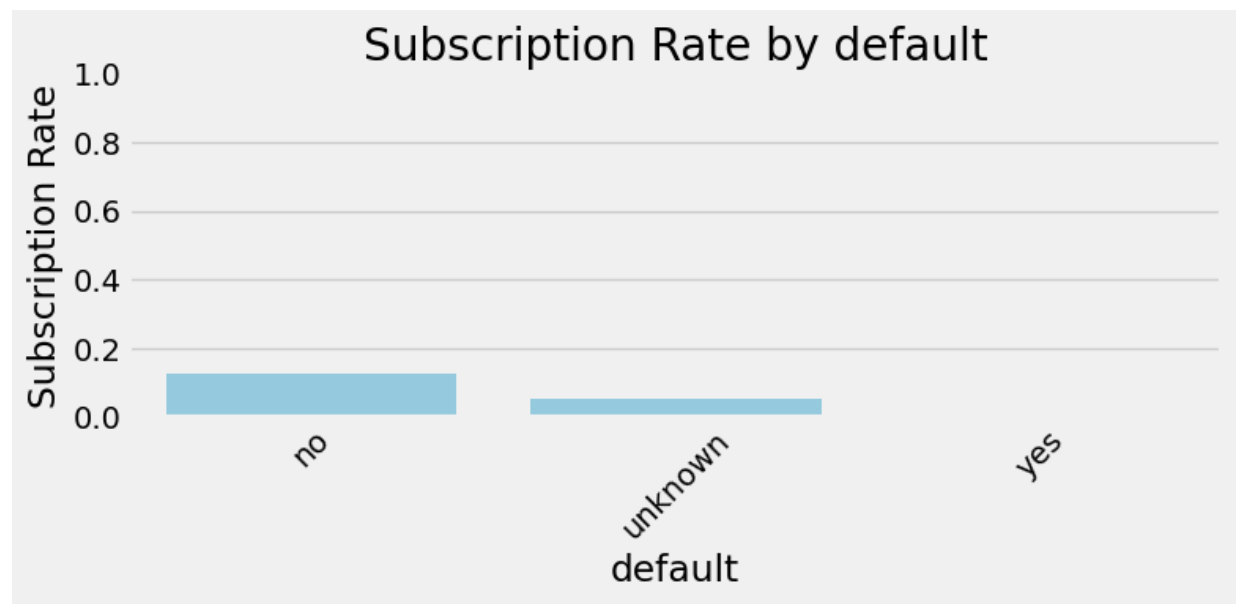 Subscription Rate by default
Subscription Rate
1.0
0.8
0.6
0.4
0.2
0.0
no
unknown
yes
default